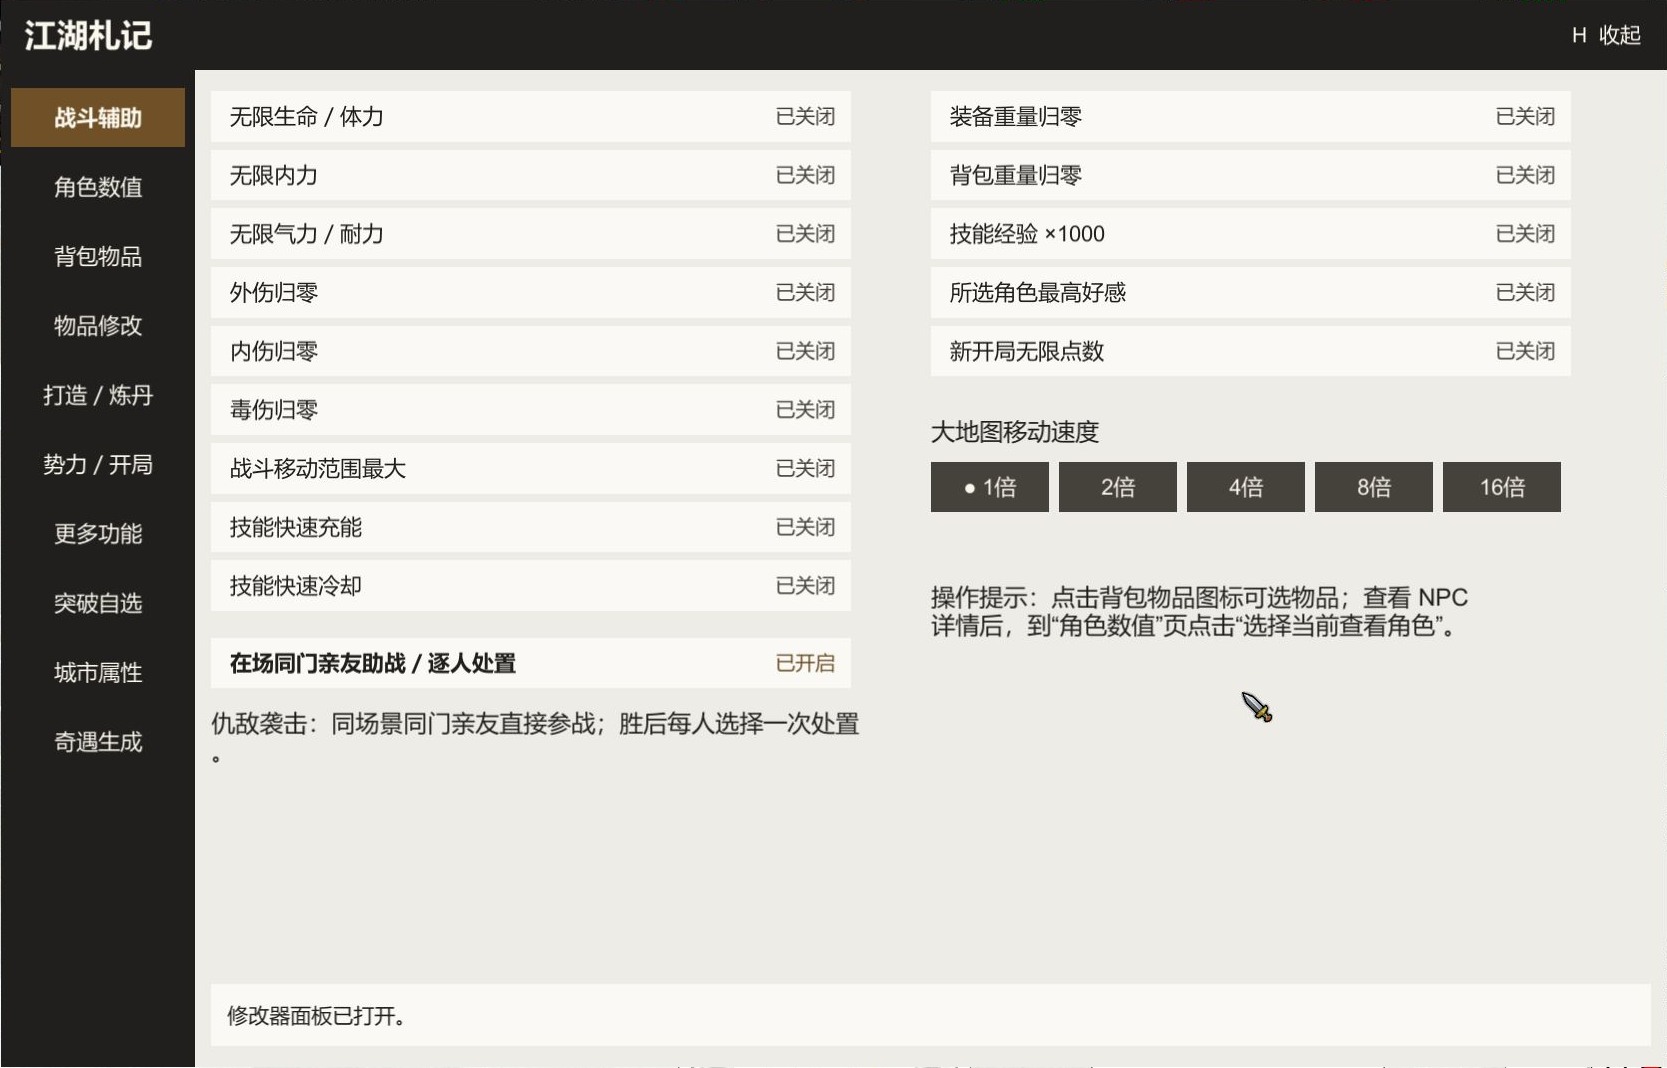 江湖札记
H 收起
战斗辅助
角色数值
背包物品
物品修改
打造 / 炼丹
势力 / 开局
更多功能
突破自选
城市属性
奇遇生成
无限生命 / 体力 已关闭
无限内力 已关闭
无限气力 / 耐力 已关闭
外伤归零 已关闭
内伤归零 已关闭
毒伤归零 已关闭
战斗移动范围最大 已关闭
技能快速充能 已关闭
技能快速冷却 已关闭
在场同门亲友助战 / 逐人处置 已开启
仇敌袭击：同场景同门亲友直接参战；胜后每人选择一次处置
。
装备重量归零 已关闭
背包重量归零 已关闭
技能经验 ×1000 已关闭
所选角色最高好感 已关闭
新开局无限点数 已关闭
大地图移动速度
● 1倍 2倍 4倍 8倍 16倍
操作提示：点击背包物品图标可选物品；查看 NPC
详情后，到“角色数值”页点击“选择当前查看角色”。
修改器面板已打开。